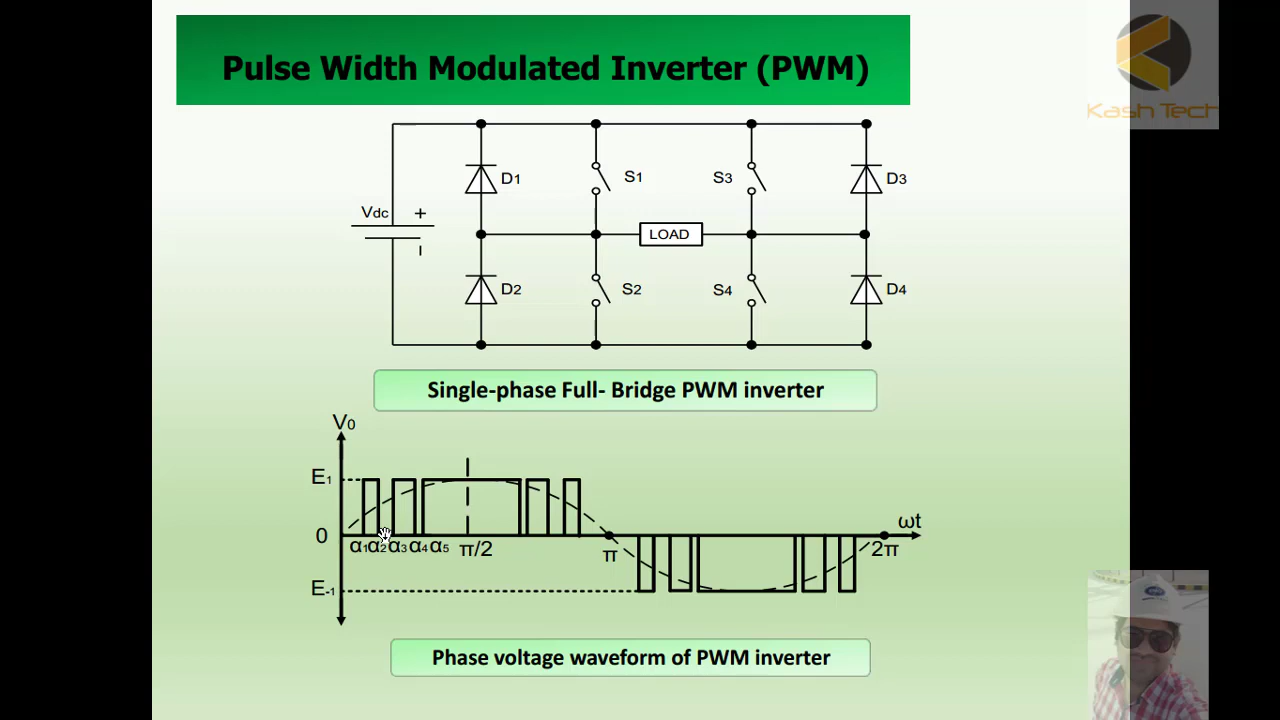 Pulse Width Modulated Inverter (PWM)
Kash Tech
D1
S1
S3
D3
Vdc
+
LOAD
D2
S2
S4
D4
Single-phase Full- Bridge PWM inverter
V₀
E₁
0
α₁α₂α₃α₄α₅ π/2
π
2π
ωt
E₋₁
Phase voltage waveform of PWM inverter